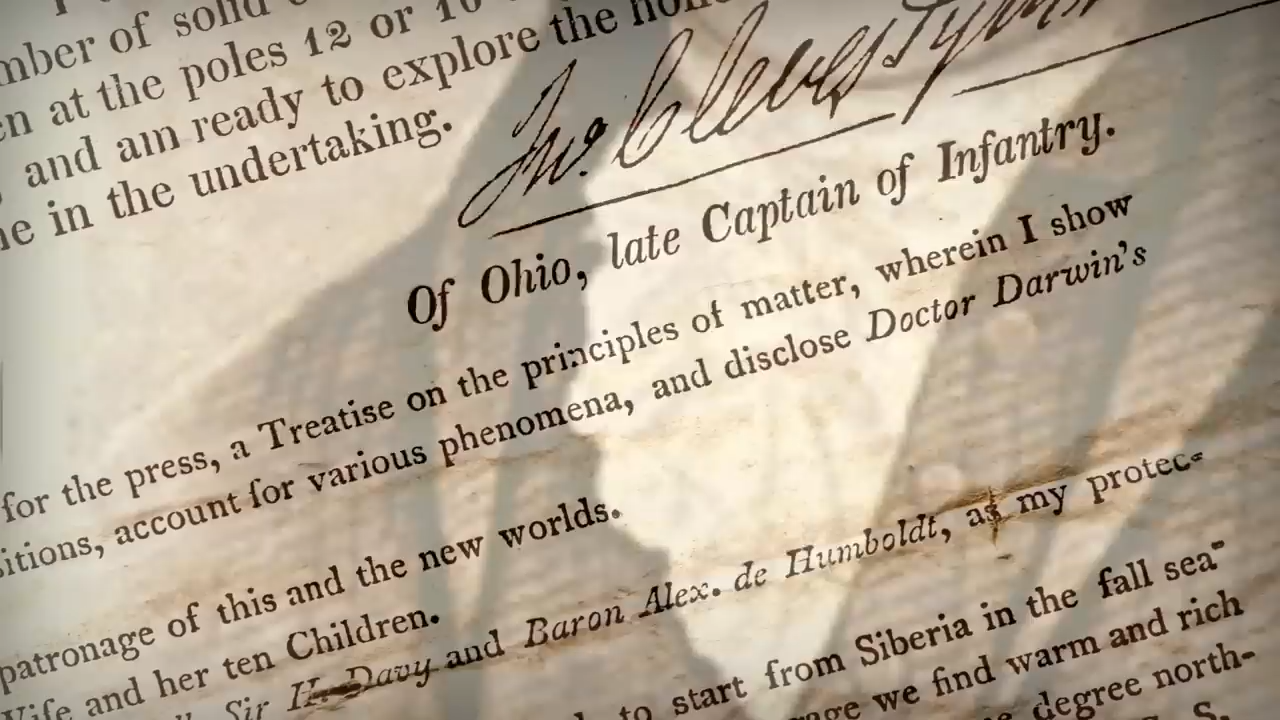 mber of solid
en at the poles 12 or 16
and am ready to explore the
e in the undertaking.
Jno. Cleves Sym
Of Ohio, late Captain of Infantry.
for the press, a Treatise on the principles of matter, wherein I show
itions, account for various phenomena, and disclose Doctor Darwin's
patronage of this and the new worlds.
Wife and her ten Children.
Sir H. Davy and Baron Alex. de Humboldt, as my protec-
to start from Siberia in the fall sea-
we find warm and rich
degree north-
S.